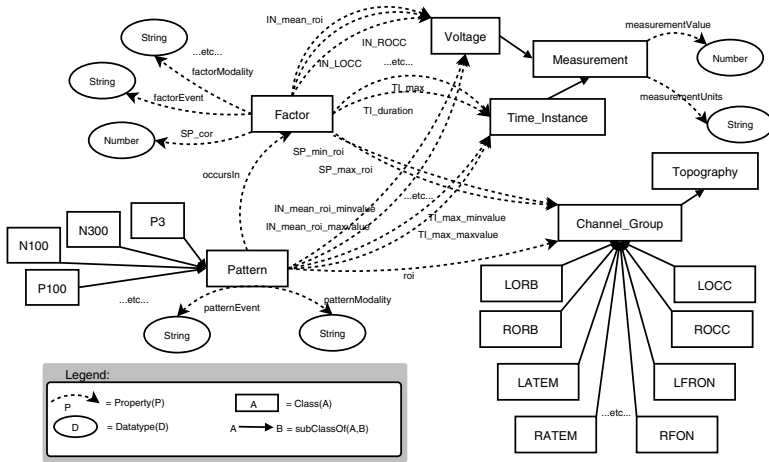 IN_mean_roi
Voltage
measurementValue
String
...etc...
IN_ROCC
Measurement
Number
IN_LOCC
...etc...
factorModality
String
factorEvent
TI_max
measurementUnits
Factor
TI_duration
Time_Instance
String
Number
SP_cor
SP_min_roi
occursIn
SP_max_roi
Topography
P3
...etc...
N300
IN_mean_roi_minvalue
TI_max_minvalue
Channel_Group
N100
IN_mean_roi_maxvalue
TI_max_maxvalue
Pattern
P100
roi
LORB
LOCC
...etc...
patternEvent
patternModality
String
String
RORB
ROCC
Legend:
LATEM
LFRON
P
= Property(P)
A
= Class(A)
...etc...
D
= Datatype(D)
A
B = subClassOf(A,B)
RATEM
RFON